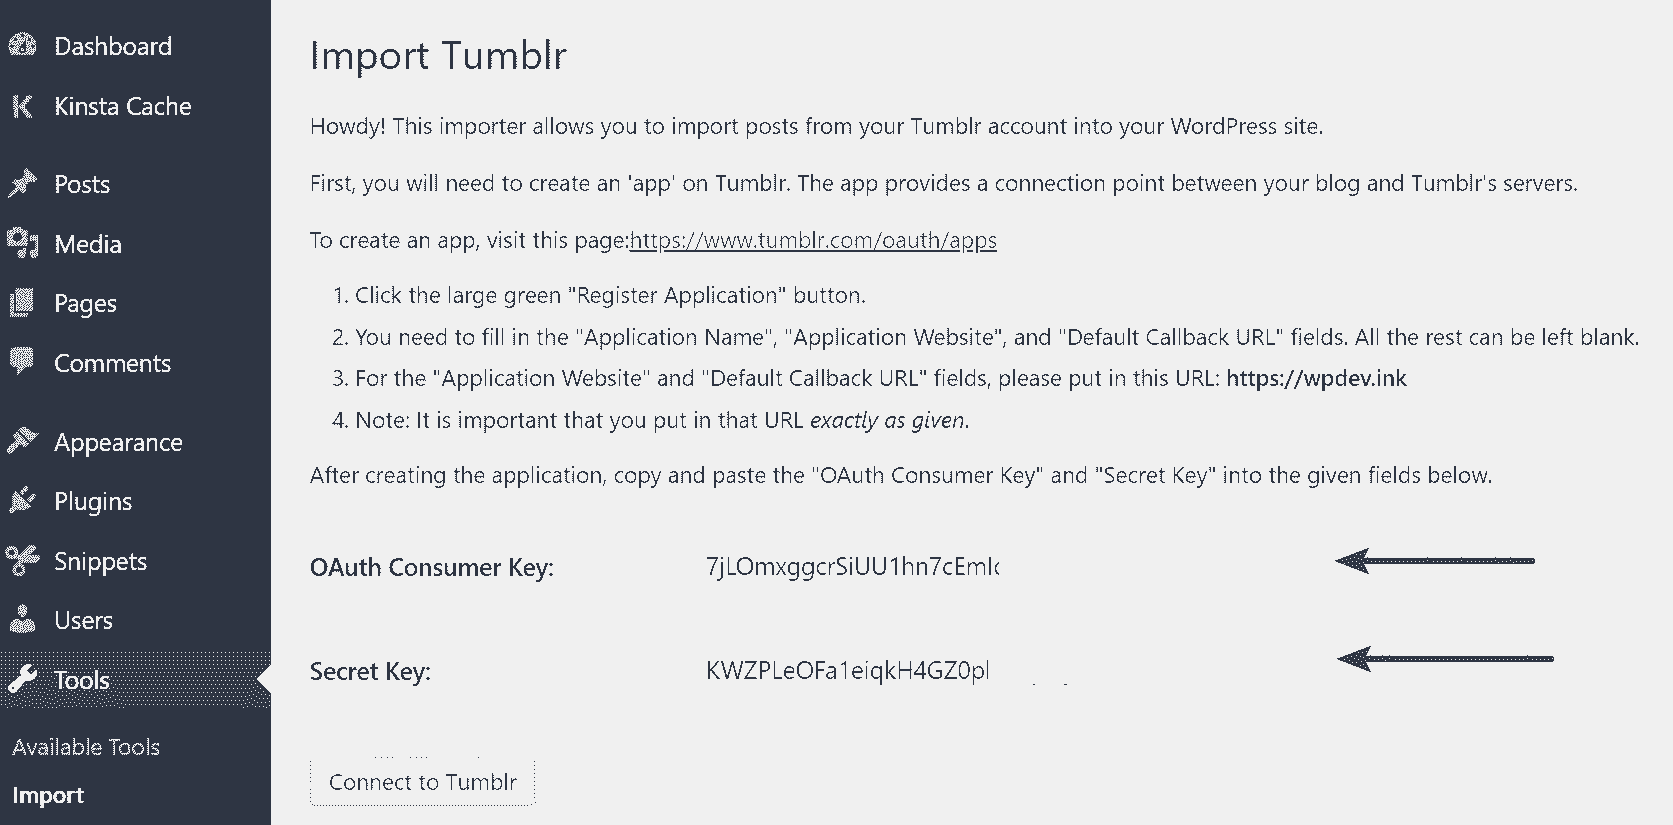 Dashboard
Kinsta Cache
Posts
Media
Pages
Comments
Appearance
Plugins
Snippets
Users
Tools
Available Tools
Import
Import Tumblr
Howdy! This importer allows you to import posts from your Tumblr account into your WordPress site.
First, you will need to create an 'app' on Tumblr. The app provides a connection point between your blog and Tumblr's servers.
To create an app, visit this page:https://www.tumblr.com/oauth/apps
1. Click the large green "Register Application" button.
2. You need to fill in the "Application Name", "Application Website", and "Default Callback URL" fields. All the rest can be left blank.
3. For the "Application Website" and "Default Callback URL" fields, please put in this URL: https://wpdev.ink
4. Note: It is important that you put in that URL exactly as given.
After creating the application, copy and paste the "OAuth Consumer Key" and "Secret Key" into the given fields below.
OAuth Consumer Key:
Secret Key:
Connect to Tumblr